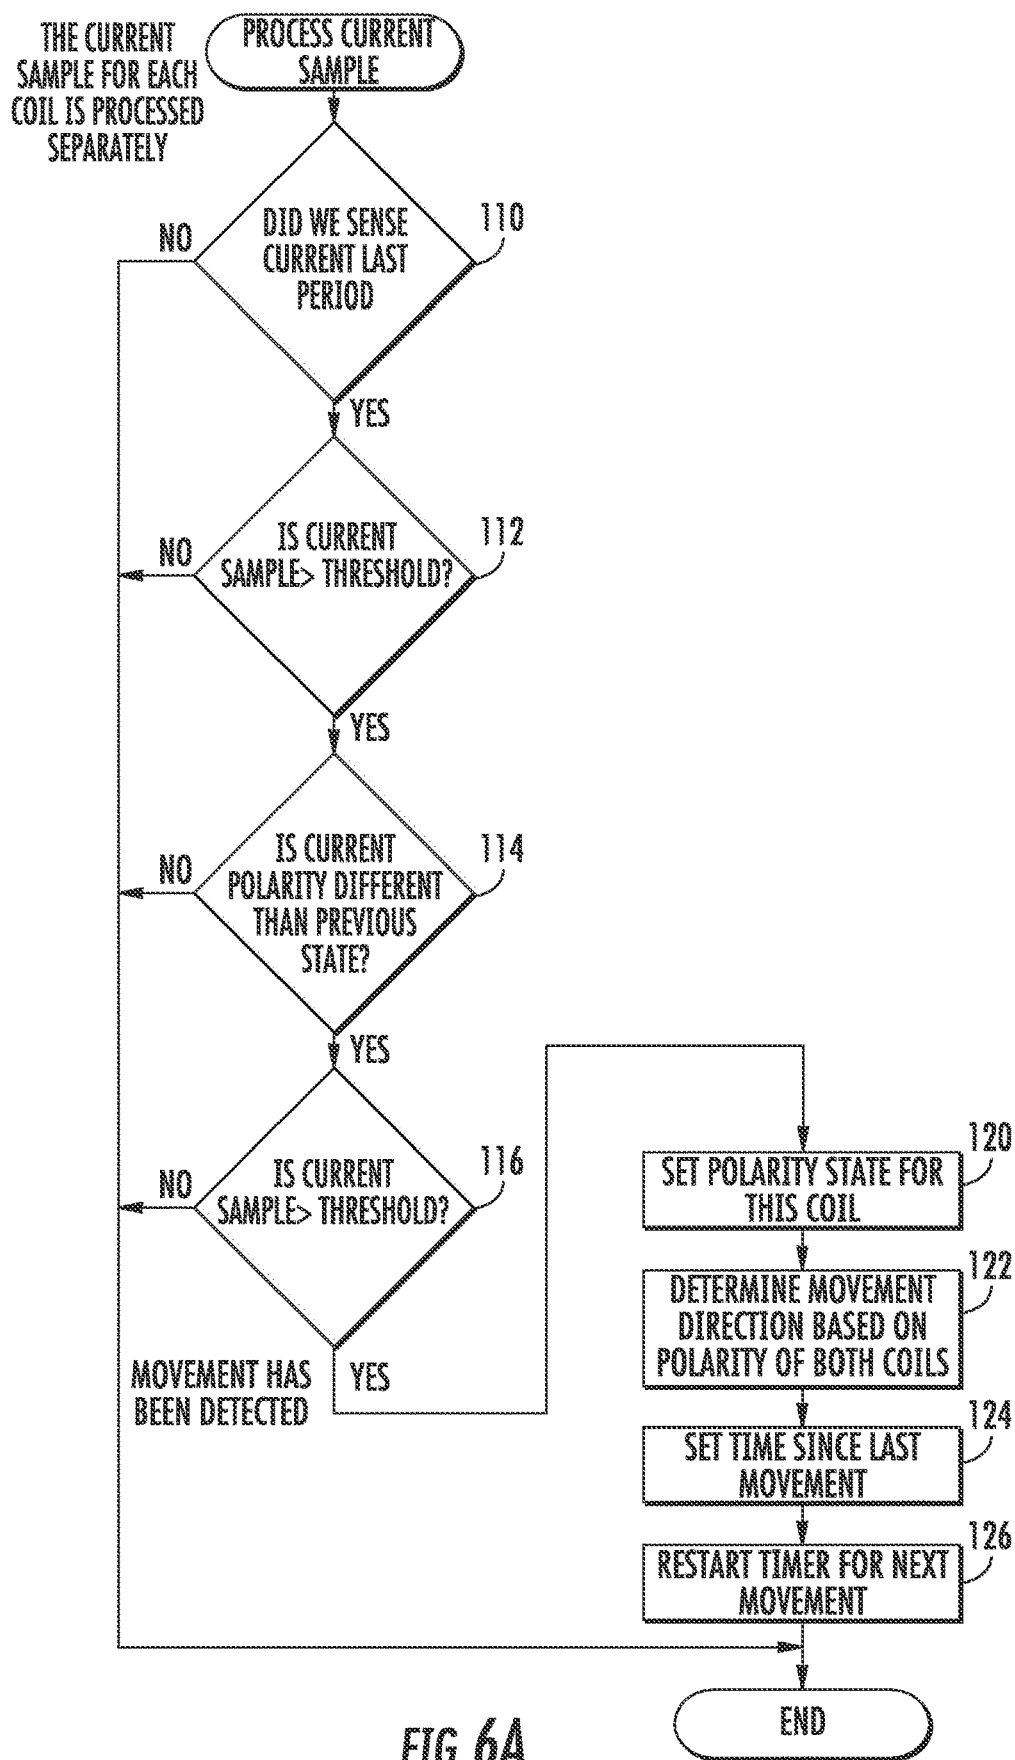 THE CURRENT
SAMPLE FOR EACH
COIL IS PROCESSED
SEPARATELY
PROCESS CURRENT
SAMPLE
DID WE SENSE
CURRENT LAST
PERIOD
110
NO
YES
IS CURRENT
SAMPLE> THRESHOLD?
112
NO
YES
IS CURRENT
POLARITY DIFFERENT
THAN PREVIOUS
STATE?
114
NO
YES
IS CURRENT
SAMPLE> THRESHOLD?
116
NO
YES
MOVEMENT HAS
BEEN DETECTED
SET POLARITY STATE FOR
THIS COIL
120
DETERMINE MOVEMENT
DIRECTION BASED ON
POLARITY OF BOTH COILS
122
SET TIME SINCE LAST
MOVEMENT
124
RESTART TIMER FOR NEXT
MOVEMENT
126
END
FIG. 6A